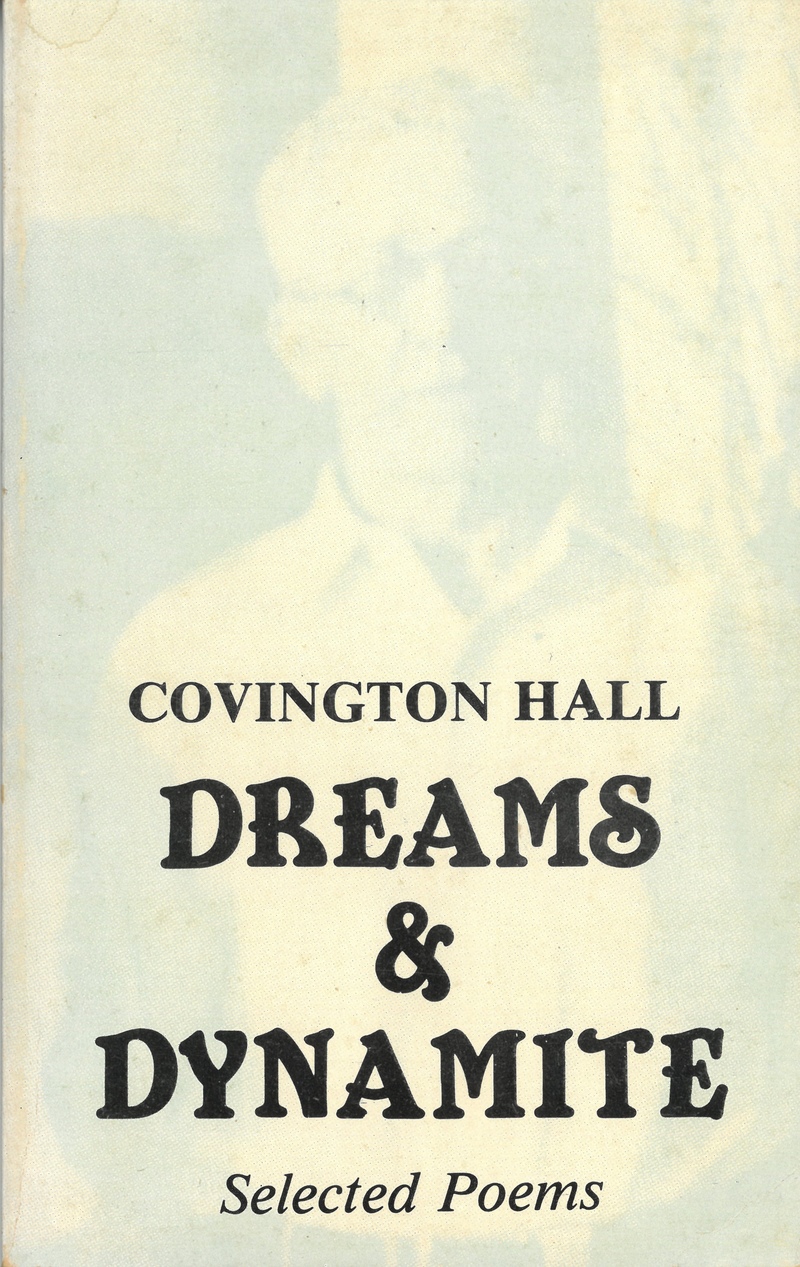 COVINGTON HALL
DREAMS
&
DYNAMITE
Selected Poems